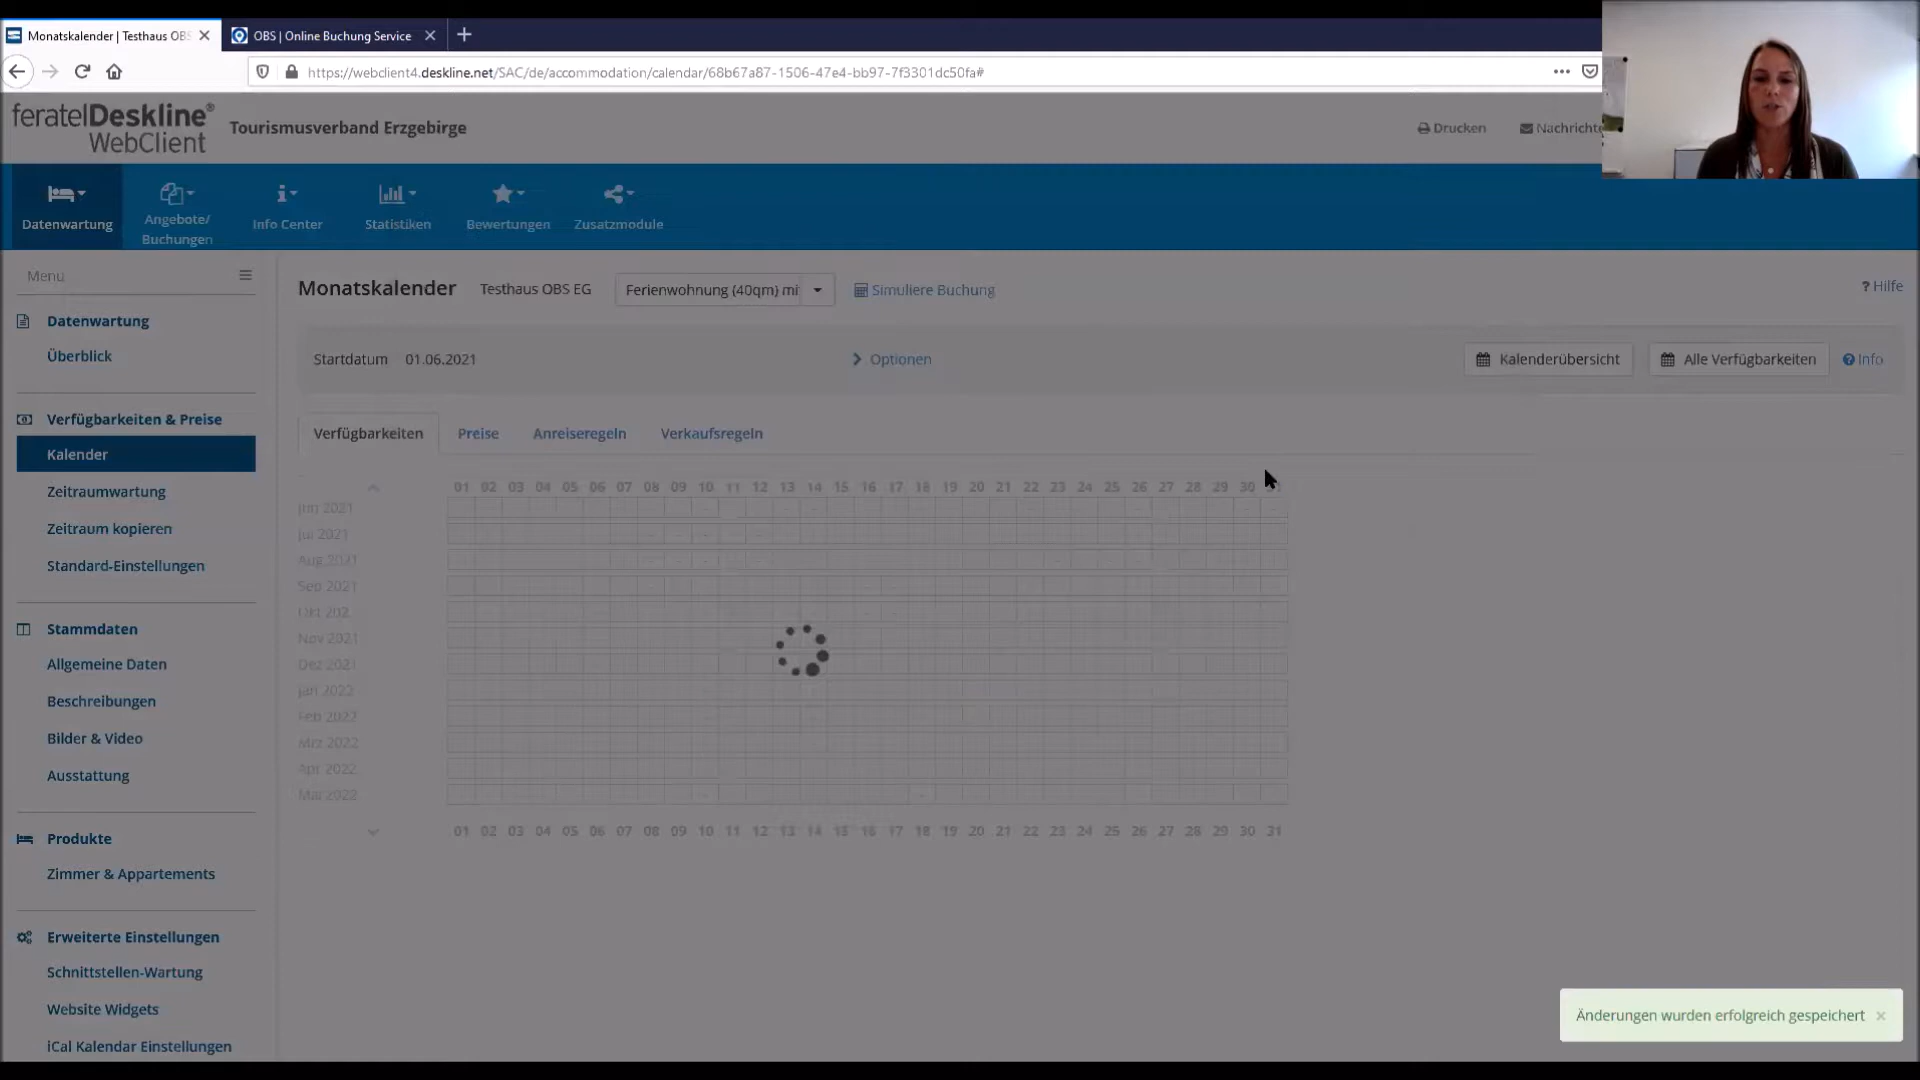 Monatskalender | Testhaus OBS
OBS | Online Buchung Service
https://webclient4.deskline.net/SAC/de/accommodation/calendar/68b67a87-1506-47e4-bb97-7f3301dc50fa#
feratelDeskline®
WebClient
Tourismusverband Erzgebirge
Drucken
Nachrichte
Datenwartung
Angebote/
Buchungen
Info Center
Statistiken
Bewertungen
Zusatzmodule
Menu
Datenwartung
Überblick
Verfügbarkeiten & Preise
Kalender
Zeitraumwartung
Zeitraum kopieren
Standard-Einstellungen
Stammdaten
Allgemeine Daten
Beschreibungen
Bilder & Video
Ausstattung
Produkte
Zimmer & Appartements
Erweiterte Einstellungen
Schnittstellen-Wartung
Website Widgets
iCal Kalender Einstellungen
Monatskalender Testhaus OBS EG Ferienwohnung (40qm) mi Simuliere Buchung
? Hilfe
Startdatum 01.06.2021 Optionen Kalenderübersicht Alle Verfügbarkeiten Info
Verfügbarkeiten Preise Anreiseregeln Verkaufsregeln
01 02 03 04 05 06 07 08 09 10 11 12 13 14 15 16 17 18 19 20 21 22 23 24 25 26 27 28 29 30 31
Jun 2021
Jul 2021
Aug 2021
Sep 2021
Okt 202
Nov 2021
Dez 2021
Jan 2022
Feb 2022
Mrz 2022
Apr 2022
Mai 2022
01 02 03 04 05 06 07 08 09 10 11 12 13 14 15 16 17 18 19 20 21 22 23 24 25 26 27 28 29 30 31
Änderungen wurden erfolgreich gespeichert ×